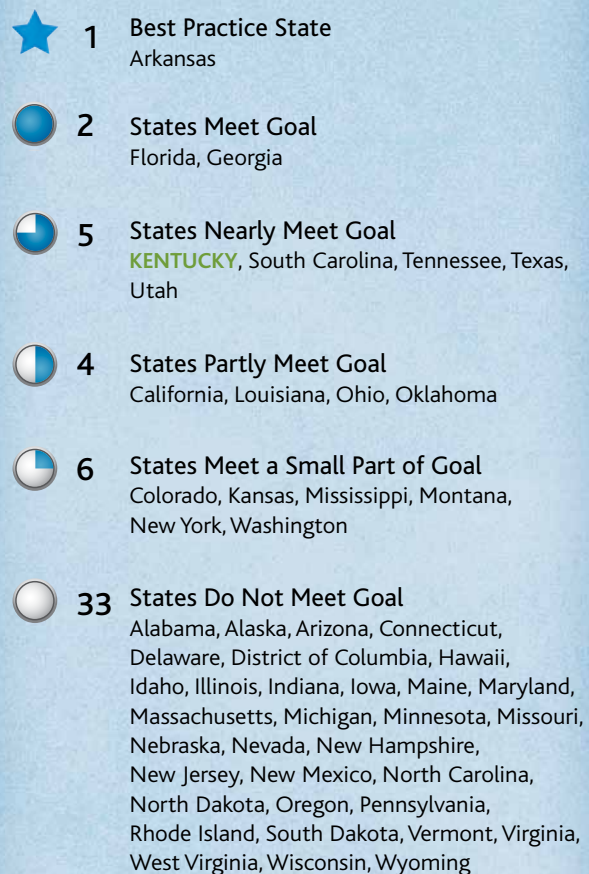 1 Best Practice State
Arkansas
2 States Meet Goal
Florida, Georgia
5 States Nearly Meet Goal
KENTUCKY, South Carolina, Tennessee, Texas,
Utah
4 States Partly Meet Goal
California, Louisiana, Ohio, Oklahoma
6 States Meet a Small Part of Goal
Colorado, Kansas, Mississippi, Montana,
New York, Washington
33 States Do Not Meet Goal
Alabama, Alaska, Arizona, Connecticut,
Delaware, District of Columbia, Hawaii,
Idaho, Illinois, Indiana, Iowa, Maine, Maryland,
Massachusetts, Michigan, Minnesota, Missouri,
Nebraska, Nevada, New Hampshire,
New Jersey, New Mexico, North Carolina,
North Dakota, Oregon, Pennsylvania,
Rhode Island, South Dakota, Vermont, Virginia,
West Virginia, Wisconsin, Wyoming